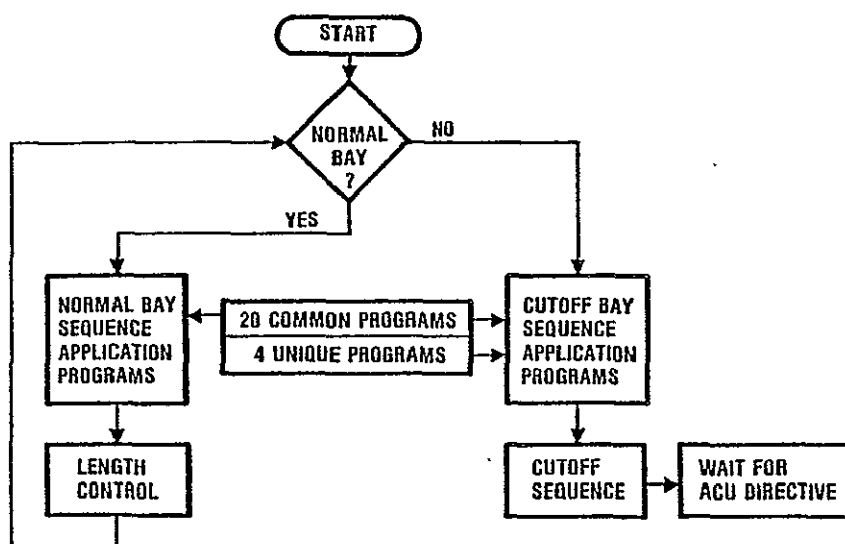 START
NORMAL
BAY
?
NO
YES
NORMAL BAY
SEQUENCE
APPLICATION
PROGRAMS
20 COMMON PROGRAMS
4 UNIQUE PROGRAMS
CUTOFF BAY
SEQUENCE
APPLICATION
PROGRAMS
LENGTH
CONTROL
CUTOFF
SEQUENCE
WAIT FOR
ACU DIRECTIVE